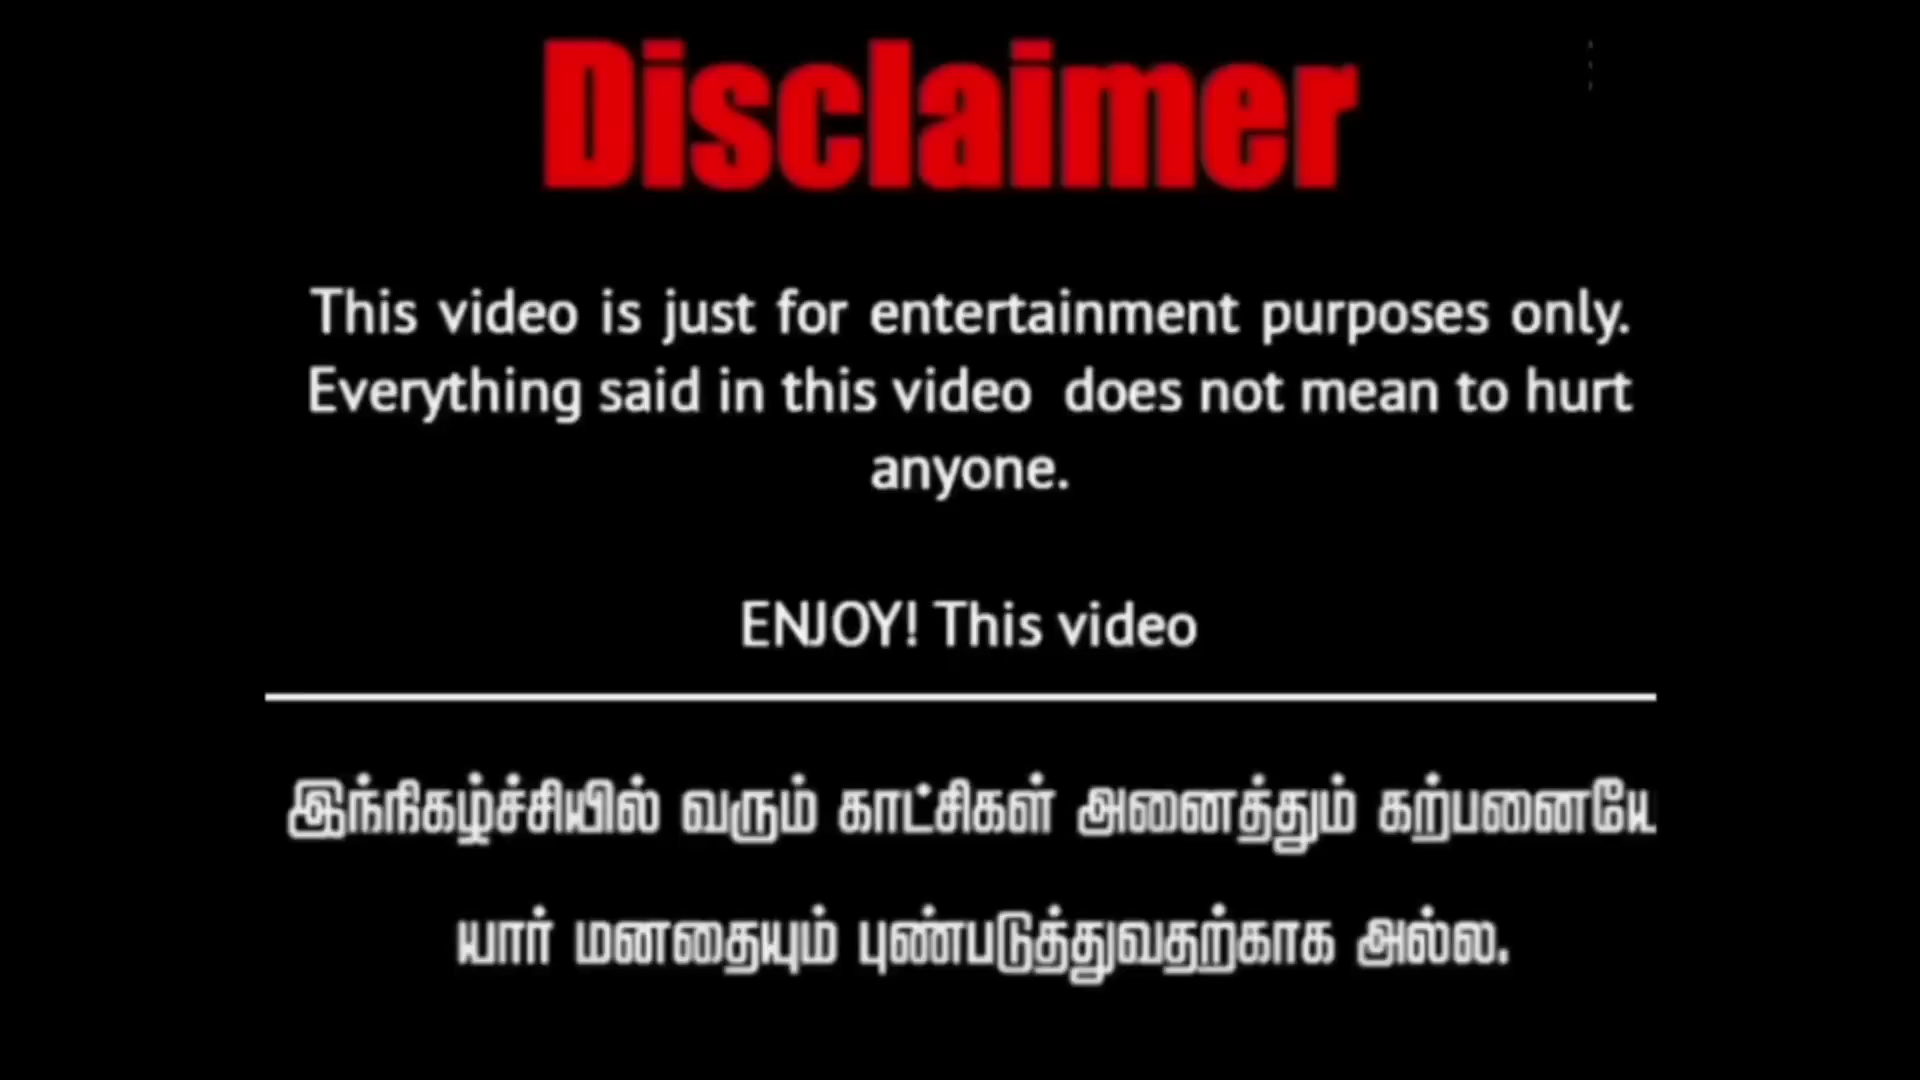 Disclaimer
This video is just for entertainment purposes only.
Everything said in this video does not mean to hurt
anyone.
ENJOY! This video
இந்நிகழ்ச்சியில் வரும் காட்சிகள் அனைத்தும் கற்பனையே
யார் மனதையும் புண்படுத்துவதற்காக அல்ல.